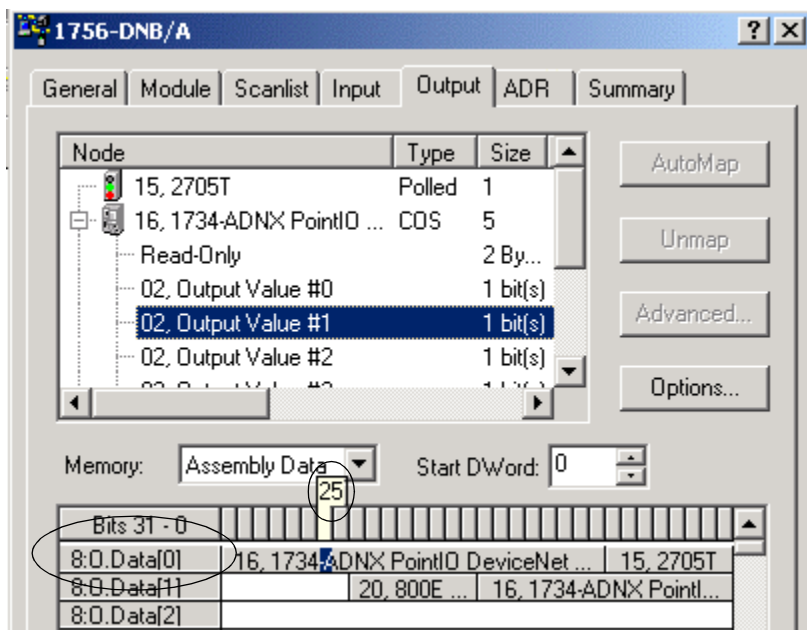 1756-DNB/A
General Module Scanlist Input Output ADR Summary
Node Type Size
15, 2705T Polled 1
16, 1734-ADNX PointIO ... COS 5
Read-Only 2 By...
02, Output Value #0 1 bit(s)
02, Output Value #1 1 bit(s)
02, Output Value #2 1 bit(s)
AutoMap
Unmap
Advanced...
Options...
Memory: Assembly Data Start DWord: 0
25
Bits 31 - 0
8:O.Data[0] 16, 1734-ADNX PointIO DeviceNet ... 15, 2705T
8:O.Data[1] 20, 800E ... 16, 1734-ADNX PointI...
8:O.Data[2]